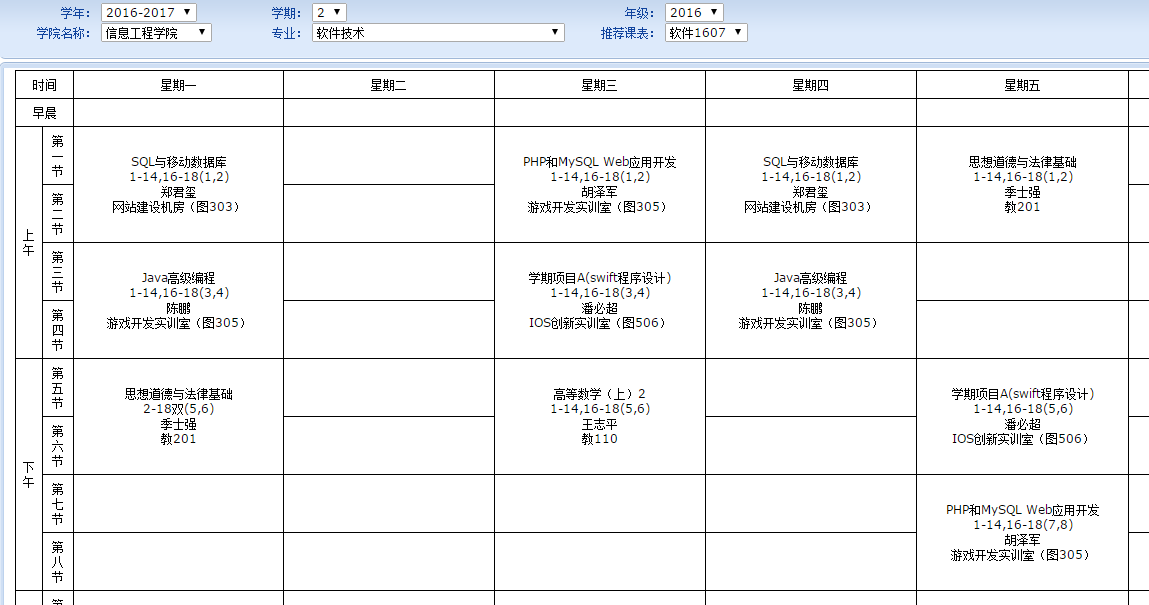 学年： 2016-2017 学期： 2 年级： 2016
学院名称： 信息工程学院 专业： 软件技术 推荐课表： 软件1607
时间 星期一 星期二 星期三 星期四 星期五
早晨
上午
第一节
SQL与移动数据库
1-14,16-18(1,2)
郑君玺
网站建设机房（图303）
PHP和MySQL Web应用开发
1-14,16-18(1,2)
胡泽军
游戏开发实训室（图305）
SQL与移动数据库
1-14,16-18(1,2)
郑君玺
网站建设机房（图303）
思想道德与法律基础
1-14,16-18(1,2)
季士强
教201
第二节
第三节
Java高级编程
1-14,16-18(3,4)
陈鹏
游戏开发实训室（图305）
学期项目A(swift程序设计)
1-14,16-18(3,4)
潘必超
IOS创新实训室（图506）
Java高级编程
1-14,16-18(3,4)
陈鹏
游戏开发实训室（图305）
第四节
下午
第五节
思想道德与法律基础
2-18双(5,6)
季士强
教201
高等数学（上）2
1-14,16-18(5,6)
王志平
教110
学期项目A(swift程序设计)
1-14,16-18(5,6)
潘必超
IOS创新实训室（图506）
第六节
第七节
PHP和MySQL Web应用开发
1-14,16-18(7,8)
胡泽军
游戏开发实训室（图305）
第八节
第